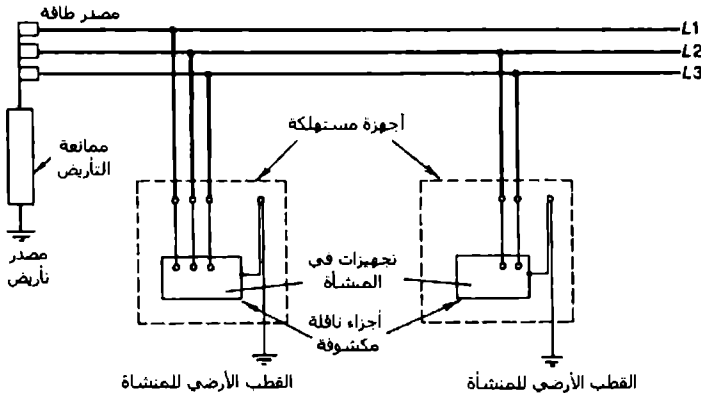 مصدر طاقة
L1
L2
L3
أجهزة مستهلكة
ممانعة
التأريض
مصدر
تأريض
تجهيزات في
المنشأة
أجزاء ناقلة
مكشوفة
القطب الأرضي للمنشاة
القطب الأرضي للمنشأة